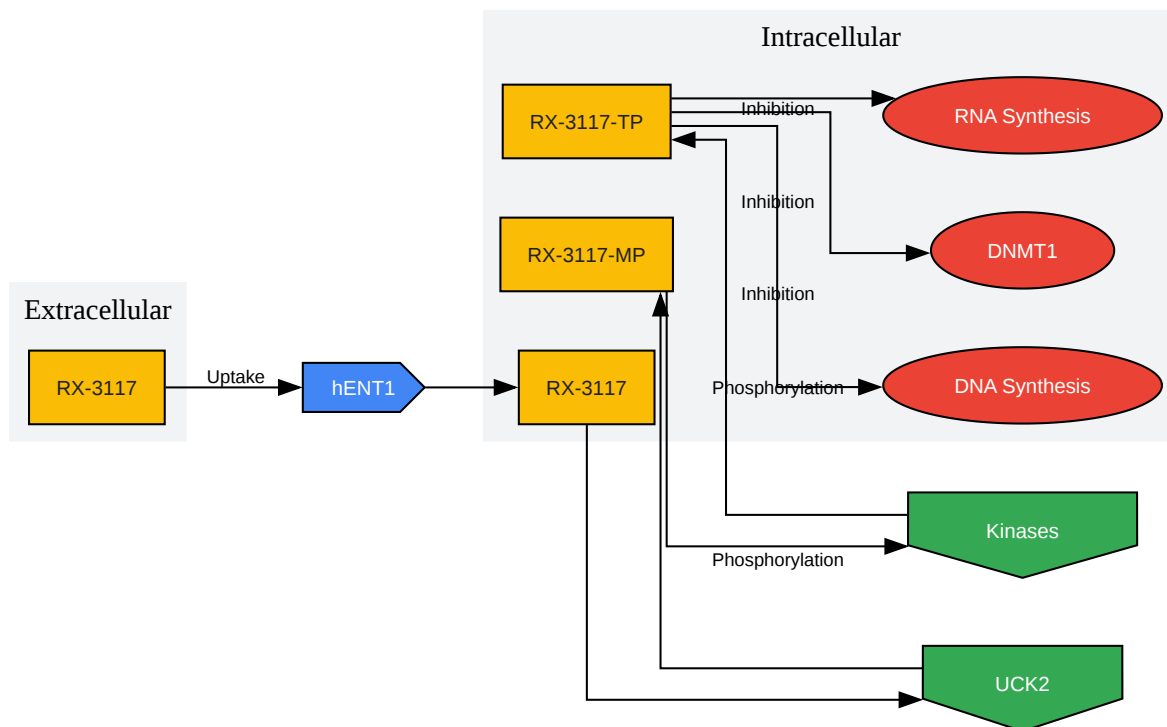 Intracellular
RX-3117-TP
Inhibition
RNA Synthesis
Inhibition
RX-3117-MP
DNMT1
Inhibition
Extracellular
RX-3117
Uptake
hENT1
RX-3117
Phosphorylation
DNA Synthesis
Kinases
Phosphorylation
UCK2